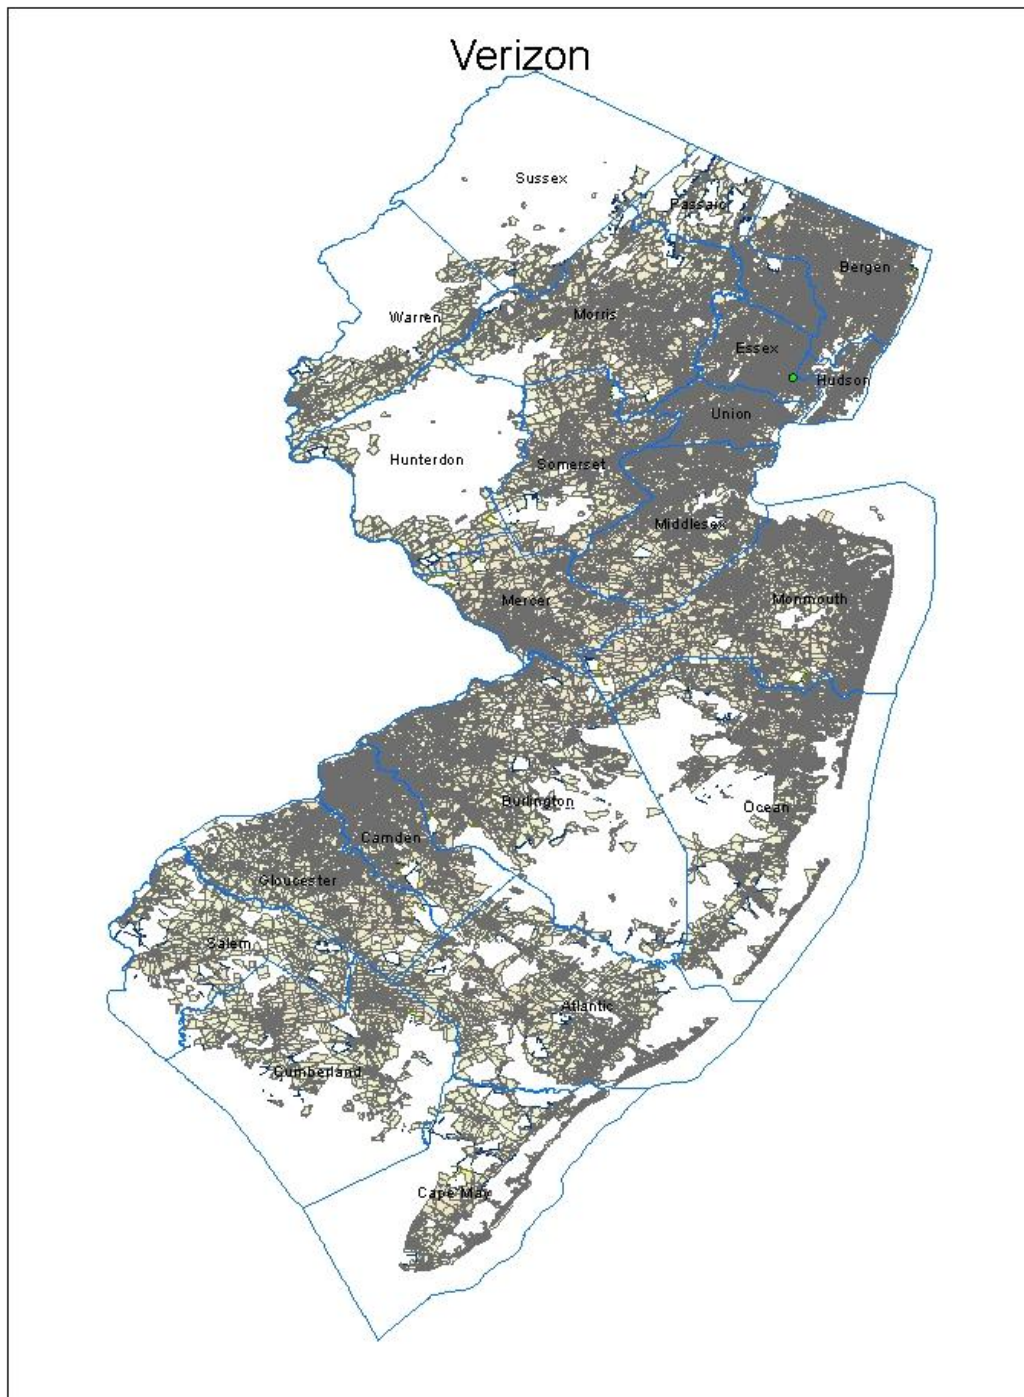 Verizon
Sussex
Passaic
Bergen
Warren
Morris
Essex
Hudson
Union
Hunterdon
Somerset
Middlesex
Mercer
Monmouth
Burlington
Ocean
Camden
Gloucester
Salem
Atlantic
Cumberland
Cape May